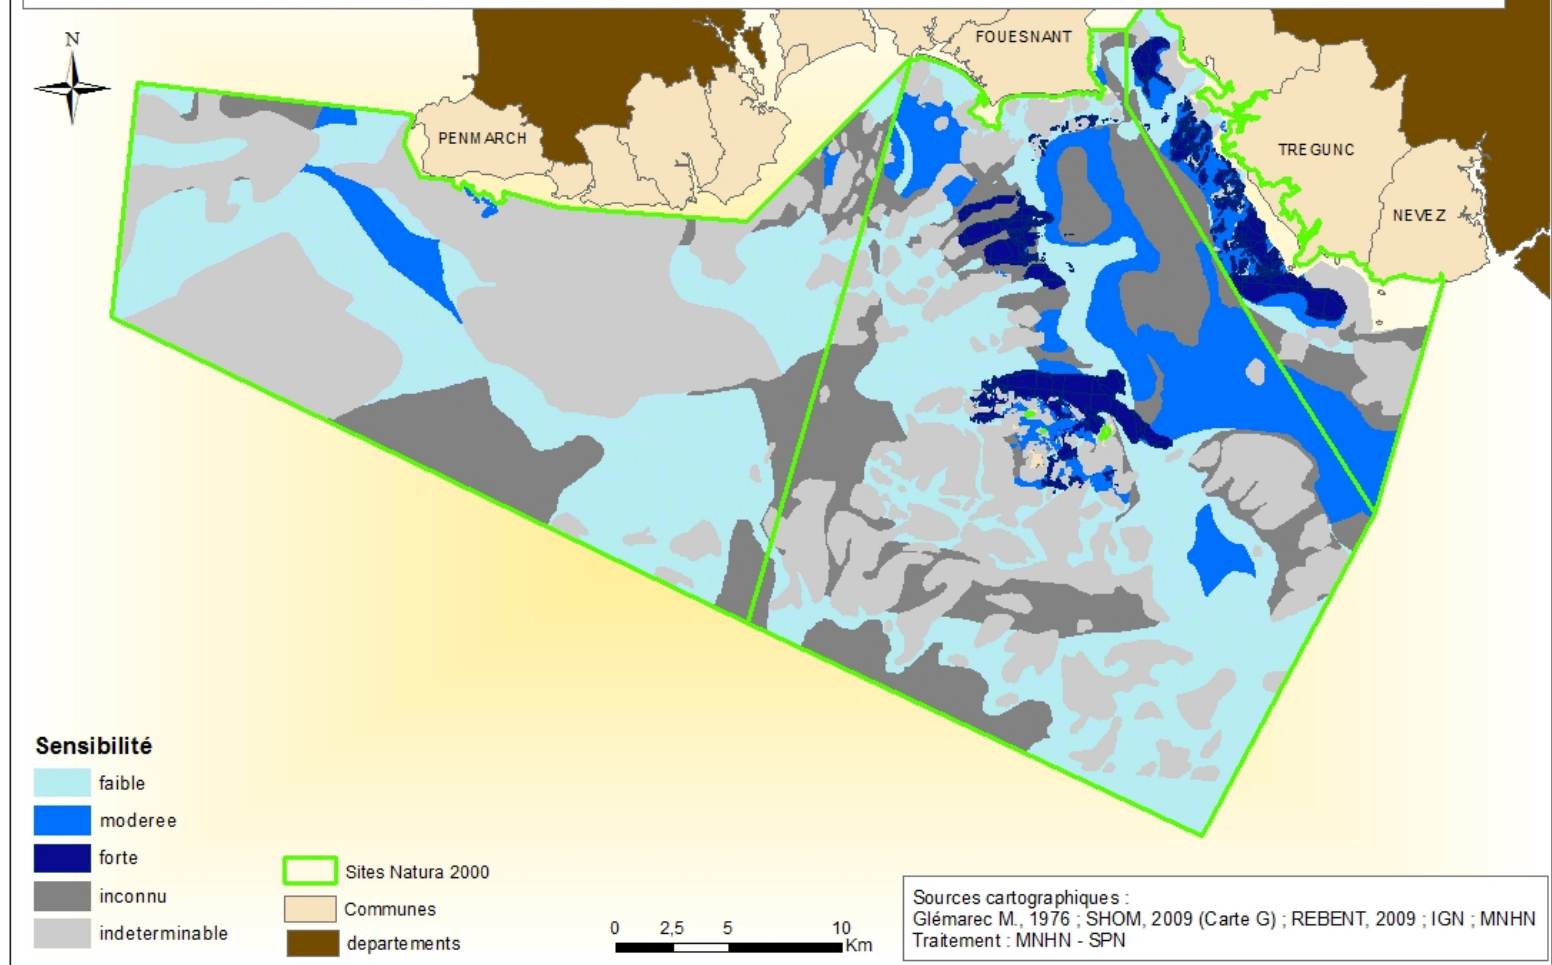 N
FOUESNANT
PENMARCH
TREGUNC
NEVEZ
Sensibilité
faible
moderee
forte
inconnu
indeterminable
Sites Natura 2000
Communes
departements
0 2,5 5 10
Km
Sources cartographiques :
Glémarec M., 1976 ; SHOM, 2009 (Carte G) ; REBENT, 2009 ; IGN ; MNHN
Traitement : MNHN - SPN